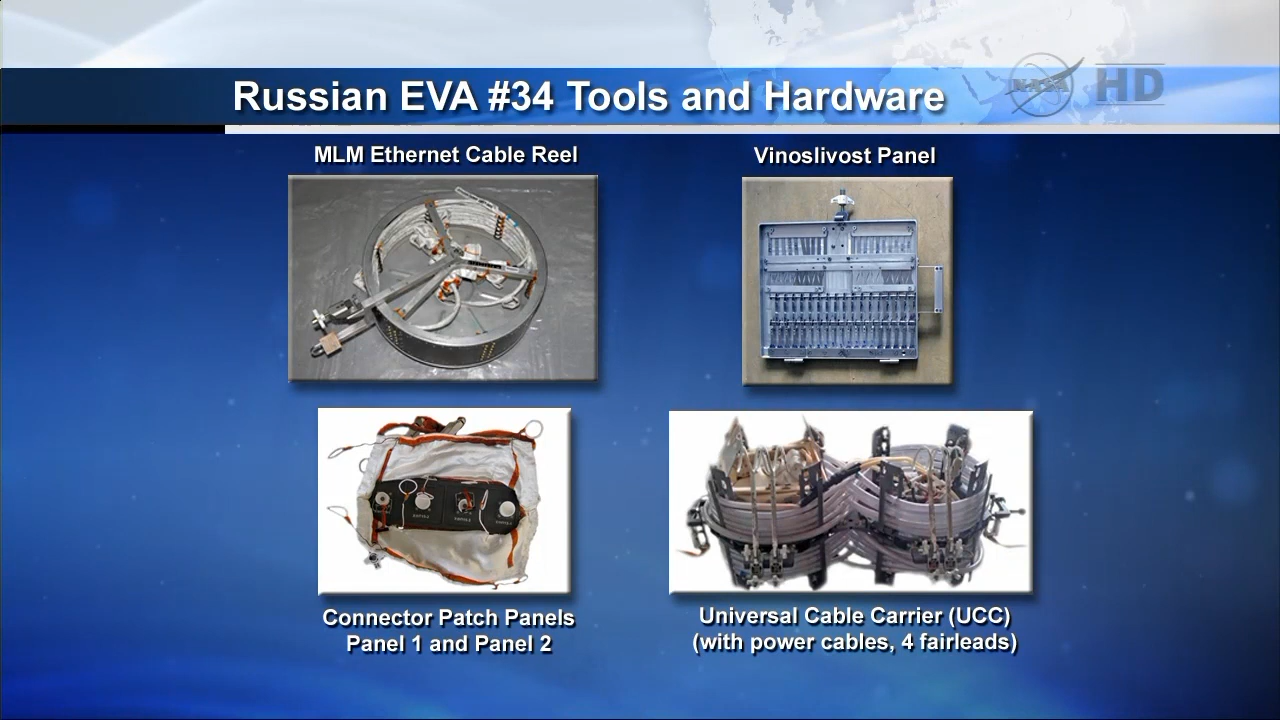 Russian EVA #34 Tools and Hardware
NASA HD
MLM Ethernet Cable Reel
Vinoslivost Panel
Connector Patch Panels
Panel 1 and Panel 2
Universal Cable Carrier (UCC)
(with power cables, 4 fairleads)